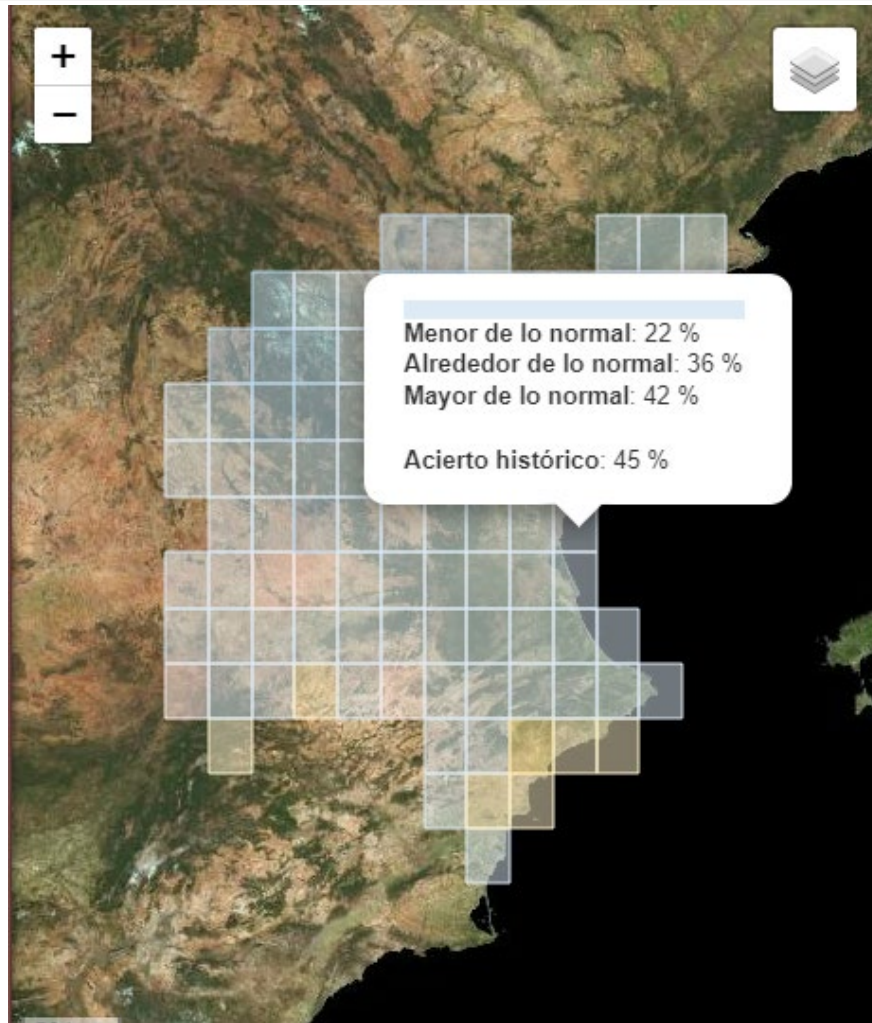 +
−
Menor de lo normal: 22 %
Alrededor de lo normal: 36 %
Mayor de lo normal: 42 %
Acierto histórico: 45 %